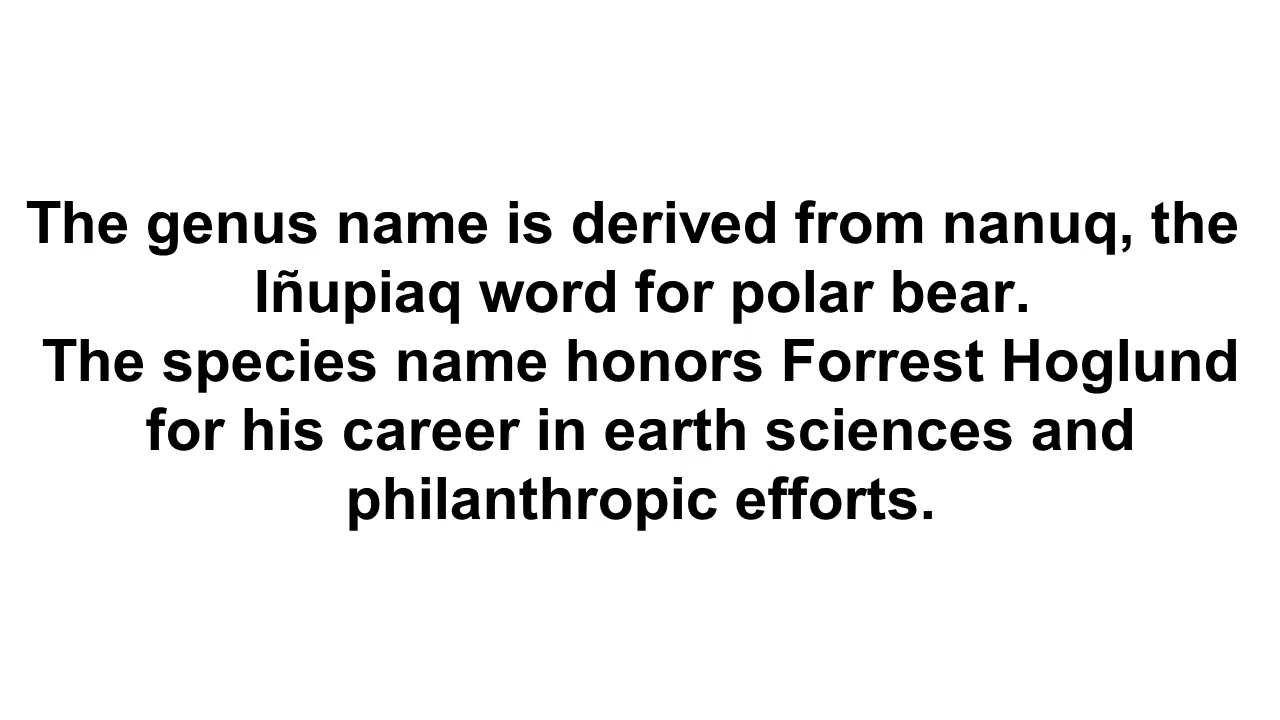 The genus name is derived from nanuq, the
Iñupiaq word for polar bear.
The species name honors Forrest Hoglund
for his career in earth sciences and
philanthropic efforts.